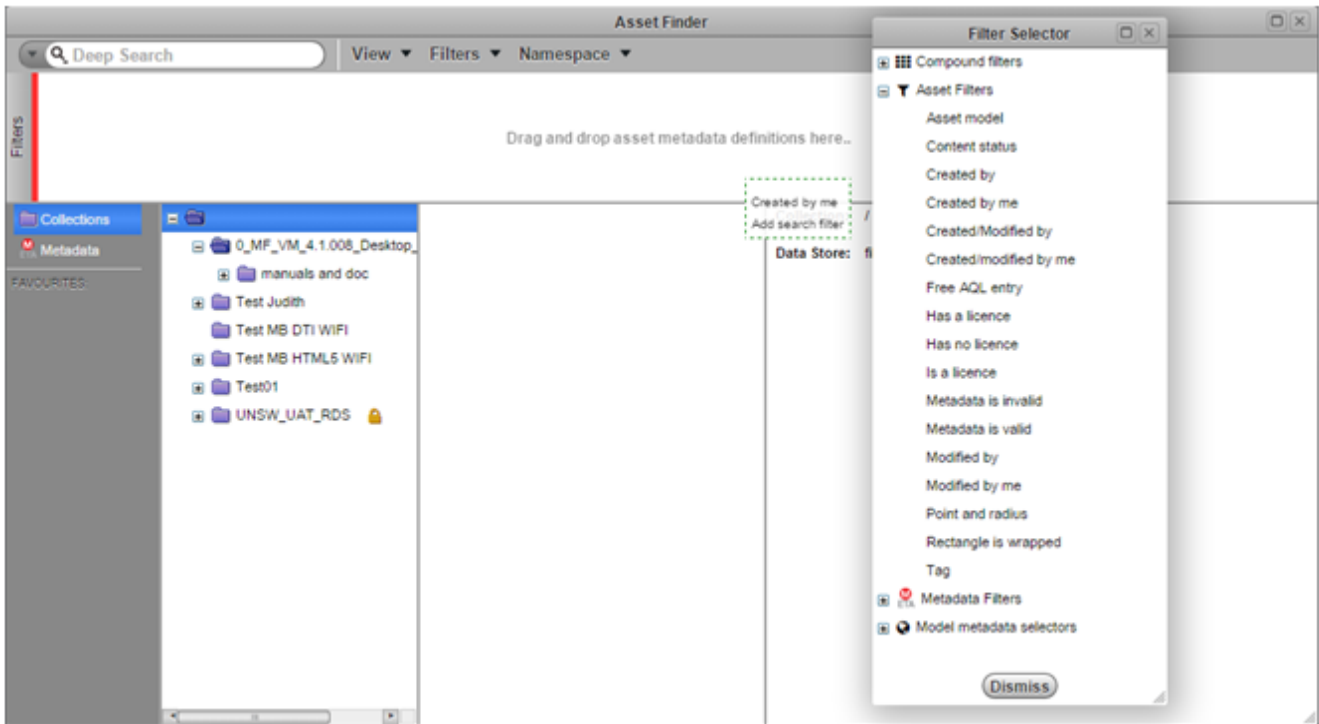 Asset Finder
Deep Search
View
Filters
Namespace
Filters
Drag and drop asset metadata definitions here..
Collections
Metadata
FAVOURITES:
0_MF_VM_4.1.008_Desktop_
manuals and doc
Test Judith
Test MB DTI WIFI
Test MB HTML5 WIFI
Test01
UNSW_UAT_RDS
Created by me
Add search filter
/
Data Store:
Filter Selector
Compound filters
Asset Filters
Asset model
Content status
Created by
Created by me
Created/Modified by
Created/modified by me
Free AQL entry
Has a licence
Has no licence
Is a licence
Metadata is invalid
Metadata is valid
Modified by
Modified by me
Point and radius
Rectangle is wrapped
Tag
Metadata Filters
Model metadata selectors
Dismiss